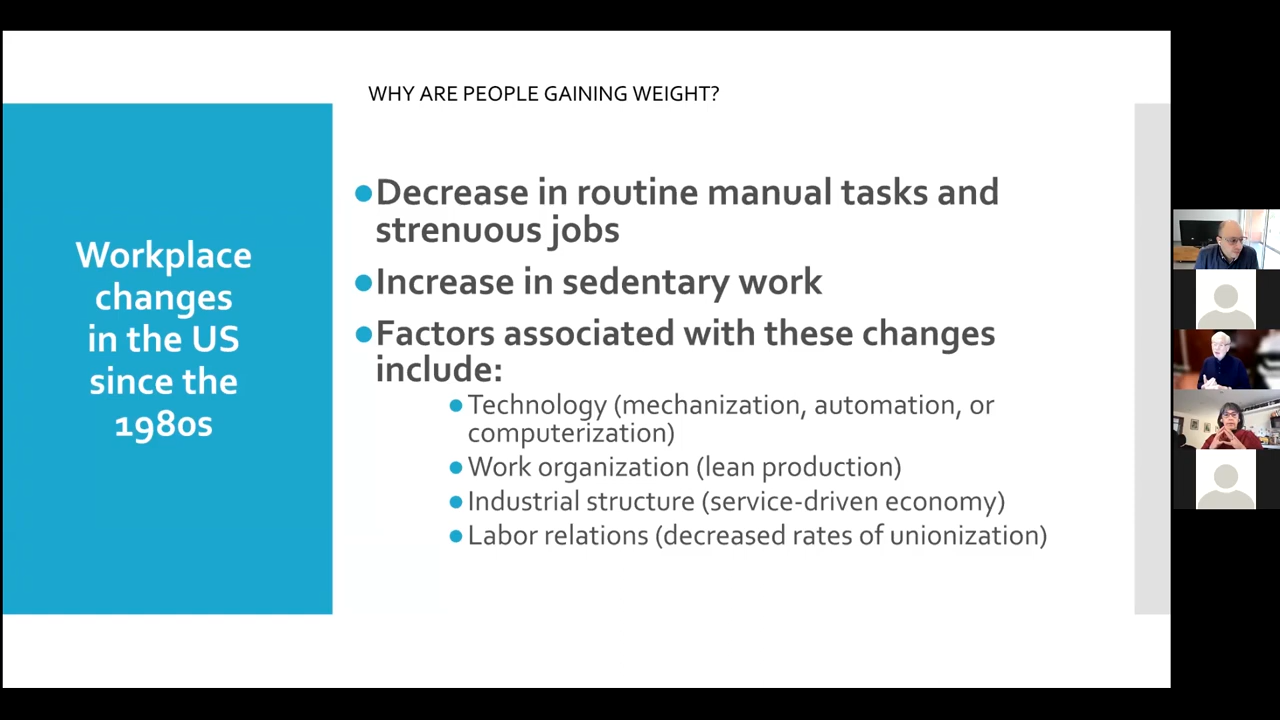 WHY ARE PEOPLE GAINING WEIGHT?
Workplace
changes
in the US
since the
1980s
●Decrease in routine manual tasks and
strenuous jobs
●Increase in sedentary work
●Factors associated with these changes
include:
●Technology (mechanization, automation, or
computerization)
●Work organization (lean production)
●Industrial structure (service-driven economy)
●Labor relations (decreased rates of unionization)